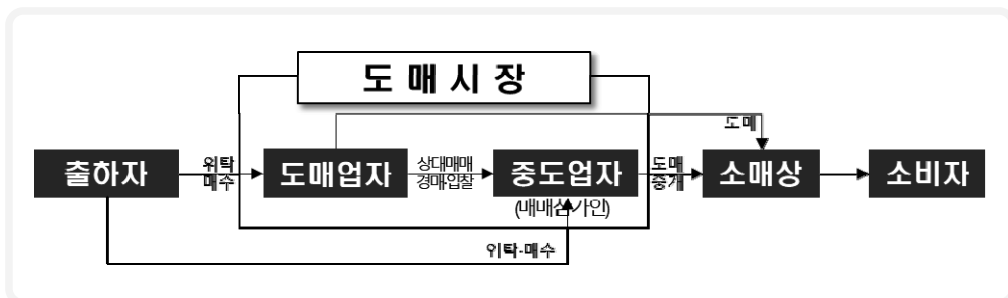 도매시장
도매
출하자
위탁
매수
도매업자
상대매매
경매입찰
중도업자
(매매참가인)
도매
중개
소매상
소비자
위탁·매수